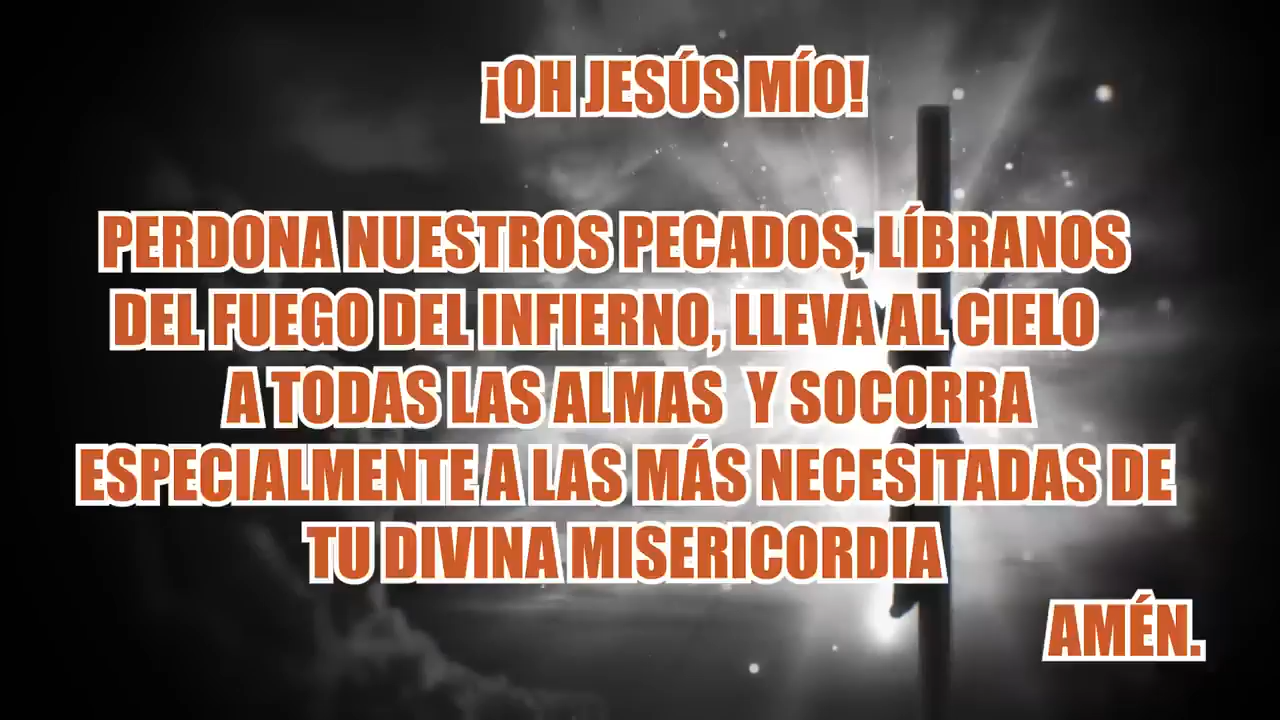 ¡OH JESÚS MÍO!
PERDONA NUESTROS PECADOS, LÍBRANOS
DEL FUEGO DEL INFIERNO, LLEVA AL CIELO
A TODAS LAS ALMAS Y SOCORRA
ESPECIALMENTE A LAS MÁS NECESITADAS DE
TU DIVINA MISERICORDIA
AMÉN.